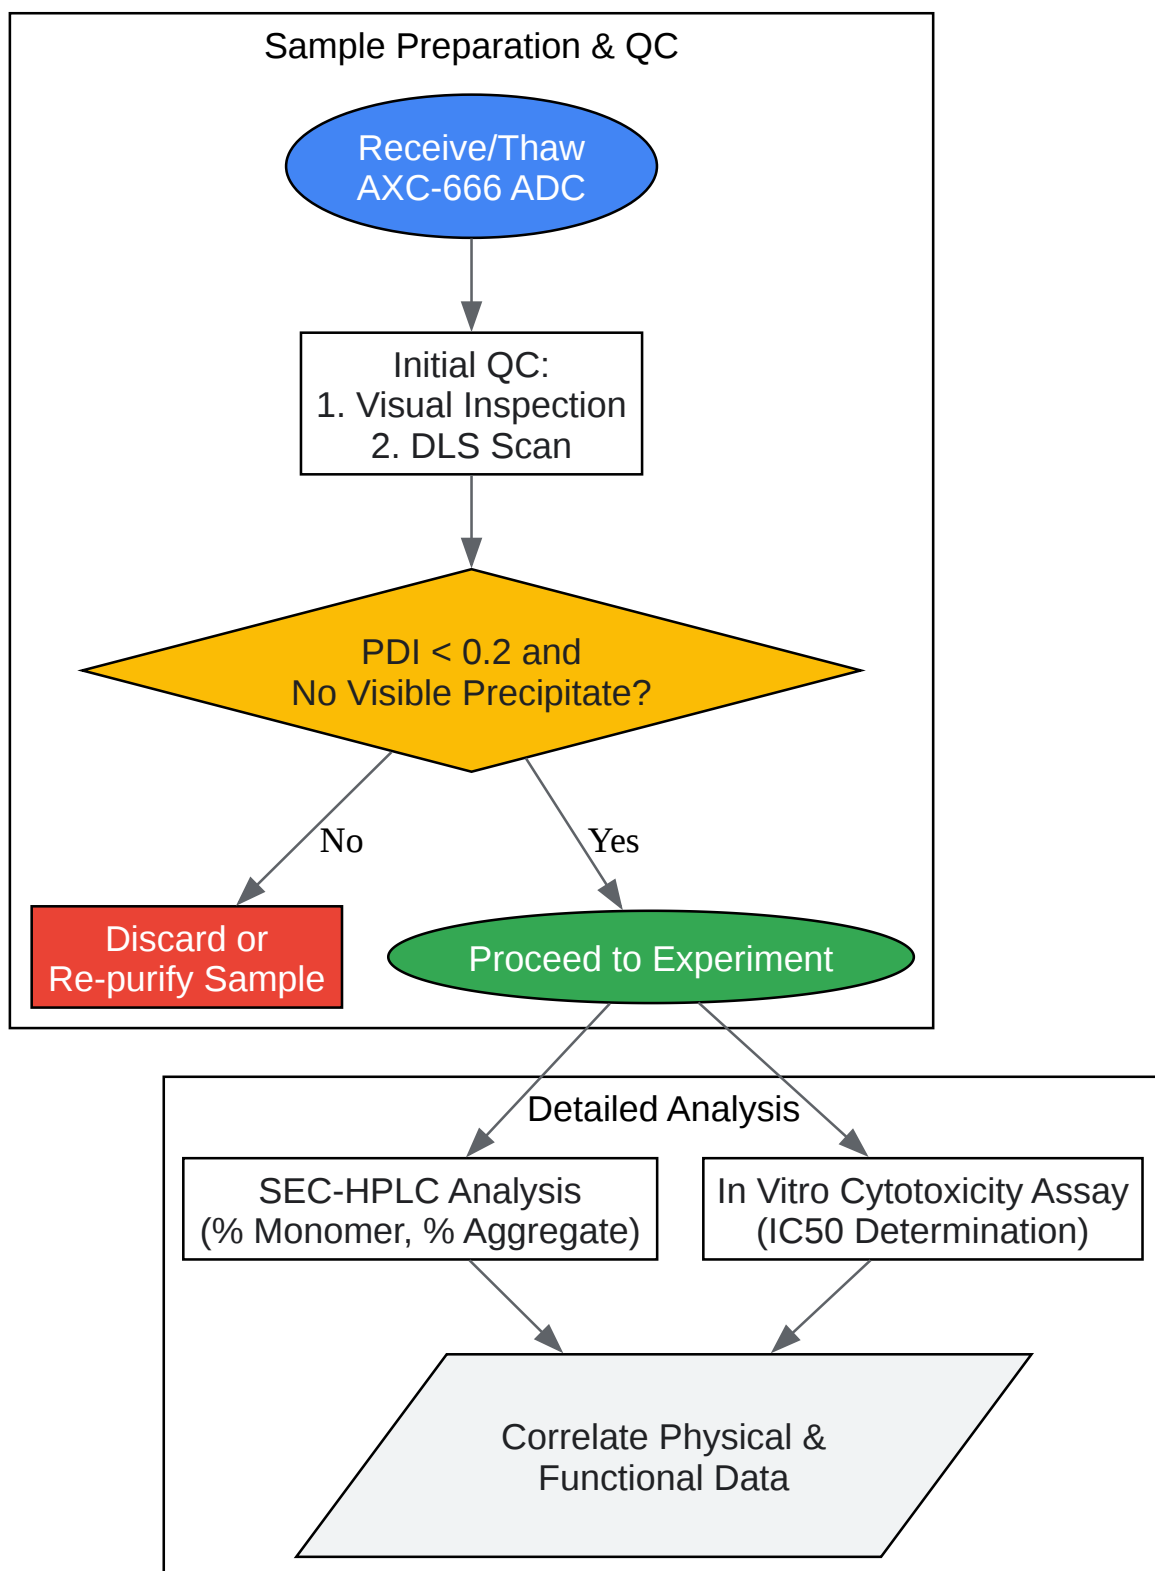 Sample Preparation & QC
Receive/Thaw
AXC-666 ADC
Initial QC:
1. Visual Inspection
2. DLS Scan
PDI < 0.2 and
No Visible Precipitate?
No
Yes
Discard or
Re-purify Sample
Proceed to Experiment
Detailed Analysis
SEC-HPLC Analysis
(% Monomer, % Aggregate)
In Vitro Cytotoxicity Assay
(IC50 Determination)
Correlate Physical &
Functional Data